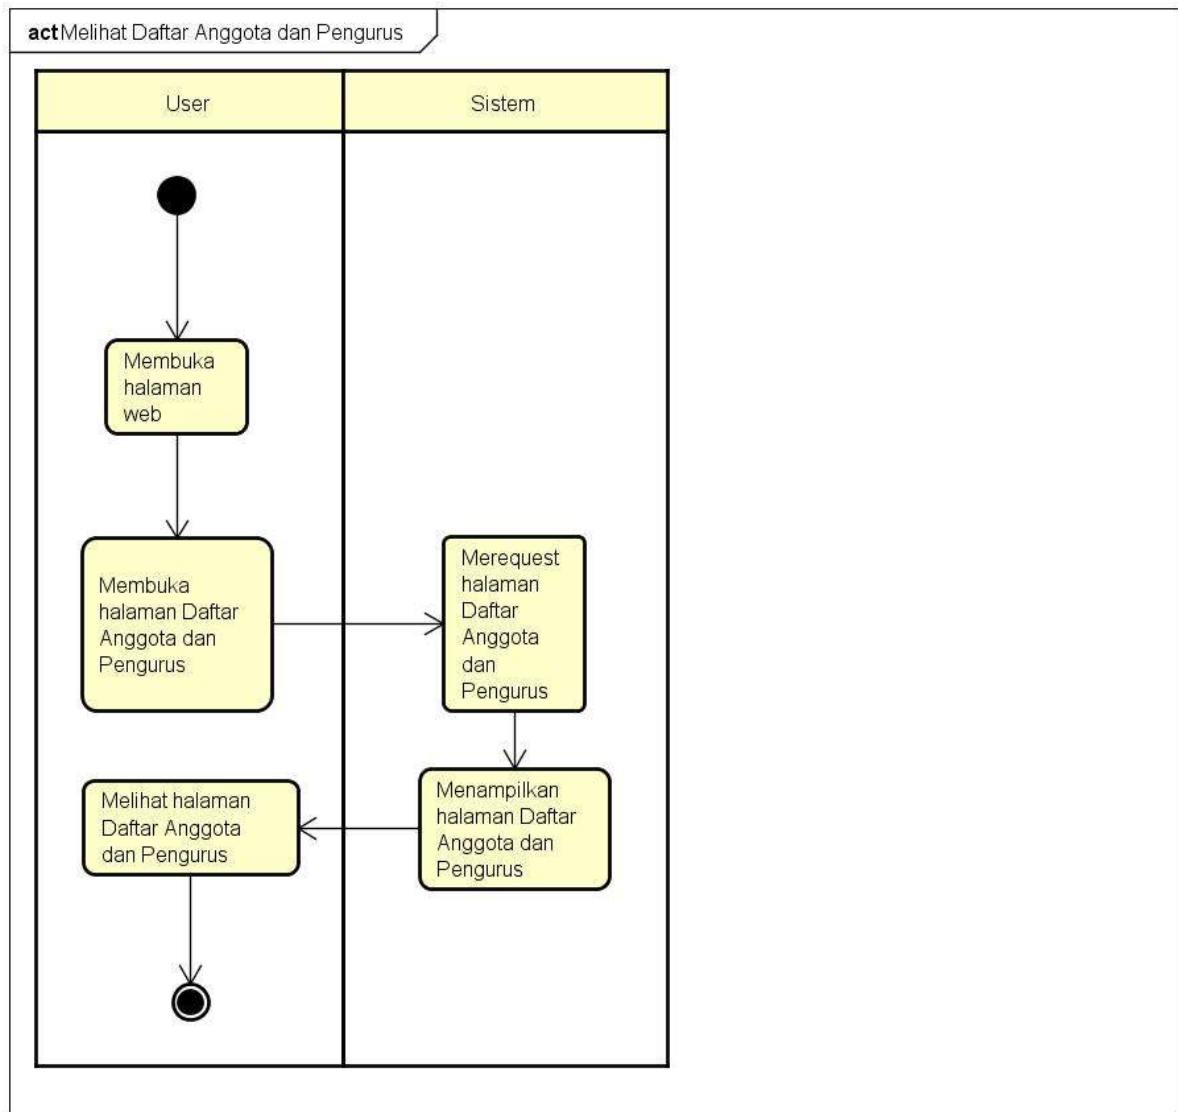 act Melihat Daftar Anggota dan Pengurus
User
Sistem
Membuka
halaman
web
Membuka
halaman Daftar
Anggota dan
Pengurus
Merequest
halaman
Daftar
Anggota
dan
Pengurus
Melihat halaman
Daftar Anggota
dan Pengurus
Menampilkan
halaman Daftar
Anggota dan
Pengurus